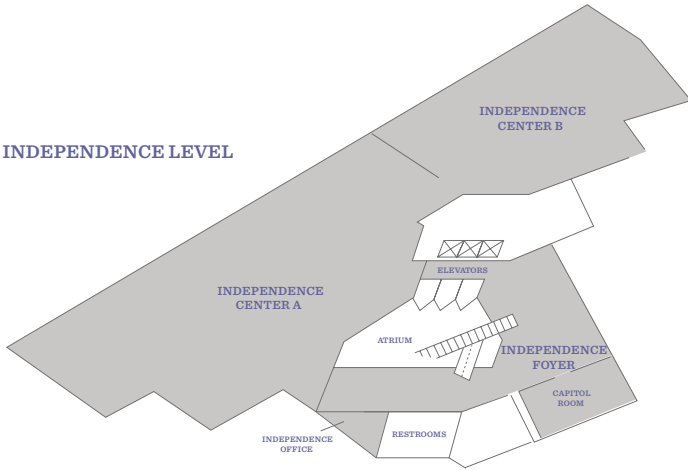 INDEPENDENCE
CENTER B
INDEPENDENCE LEVEL
ELEVATORS
INDEPENDENCE
CENTER A
ATRIUM
INDEPENDENCE
FOYER
CAPITOL
ROOM
INDEPENDENCE
OFFICE
RESTROOMS